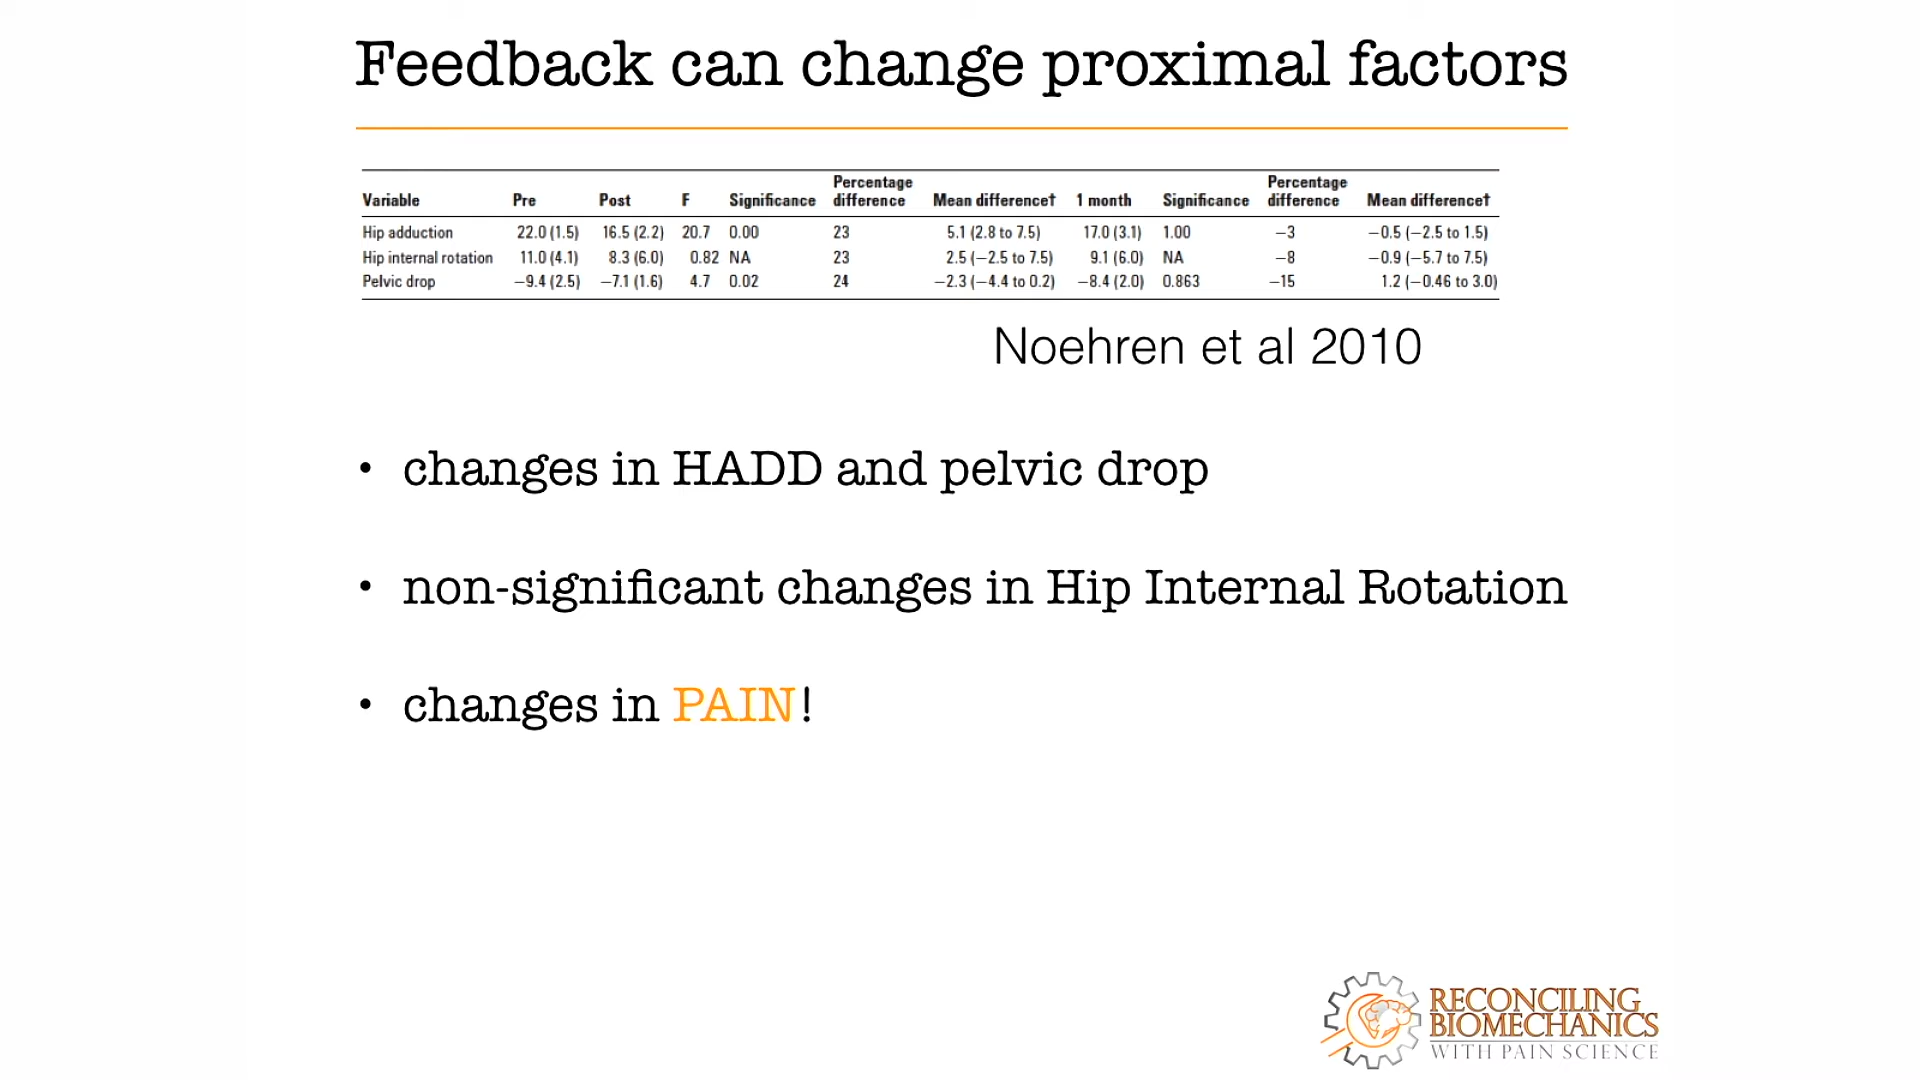 Feedback can change proximal factors
Variable Pre Post F Significance Percentage difference Mean difference† 1 month Significance Percentage difference Mean difference†
Hip adduction 22.0 (1.5) 16.5 (2.2) 20.7 0.00 23 5.1 (2.8 to 7.5) 17.0 (3.1) 1.00 −3 −0.5 (−2.5 to 1.5)
Hip internal rotation 11.0 (4.1) 8.3 (6.0) 0.82 NA 23 2.5 (−2.5 to 7.5) 9.1 (6.0) NA −8 −0.9 (−5.7 to 7.5)
Pelvic drop −9.4 (2.5) −7.1 (1.6) 4.7 0.02 24 −2.3 (−4.4 to 0.2) −8.4 (2.0) 0.863 −15 1.2 (−0.46 to 3.0)
Noehren et al 2010
• changes in HADD and pelvic drop
• non-significant changes in Hip Internal Rotation
• changes in PAIN!
RECONCILING
BIOMECHANICS
WITH PAIN SCIENCE